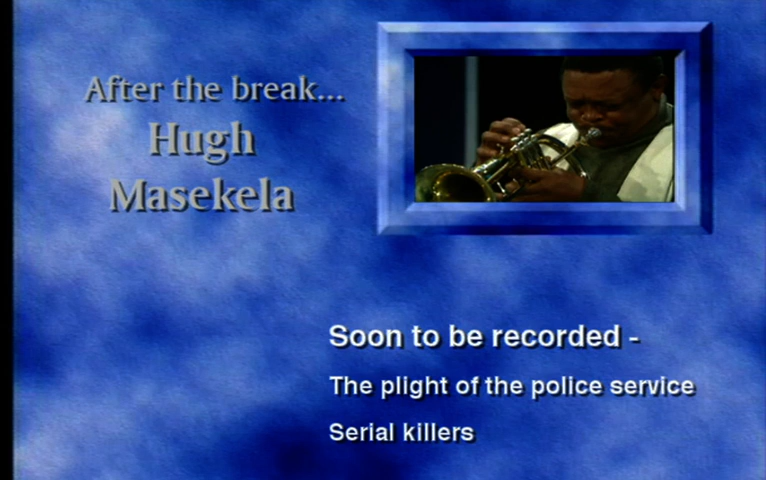 After the break...
Hugh
Masekela
Soon to be recorded -
The plight of the police service
Serial killers